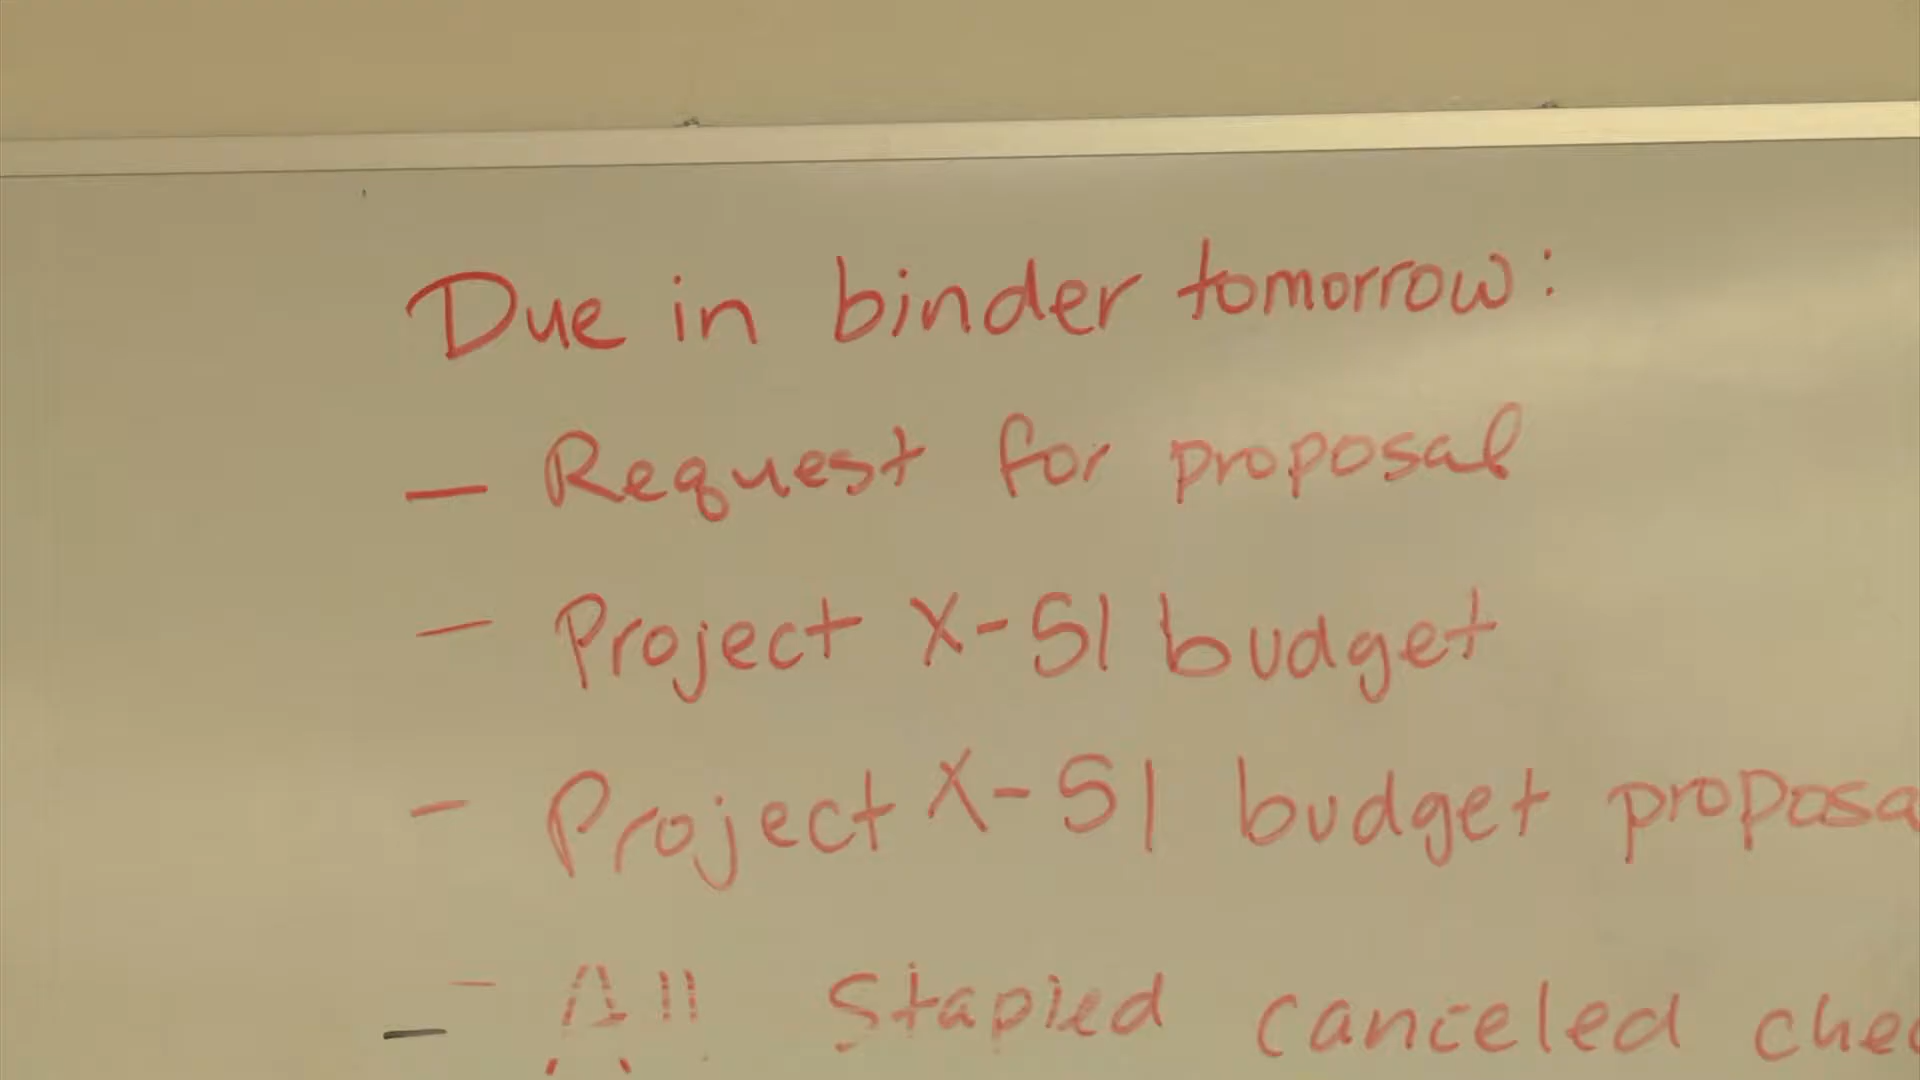 Due in binder tomorrow:
— Request for proposal
- Project X-51 budget
- Project X-51 budget proposa
- All Stapled canceled che